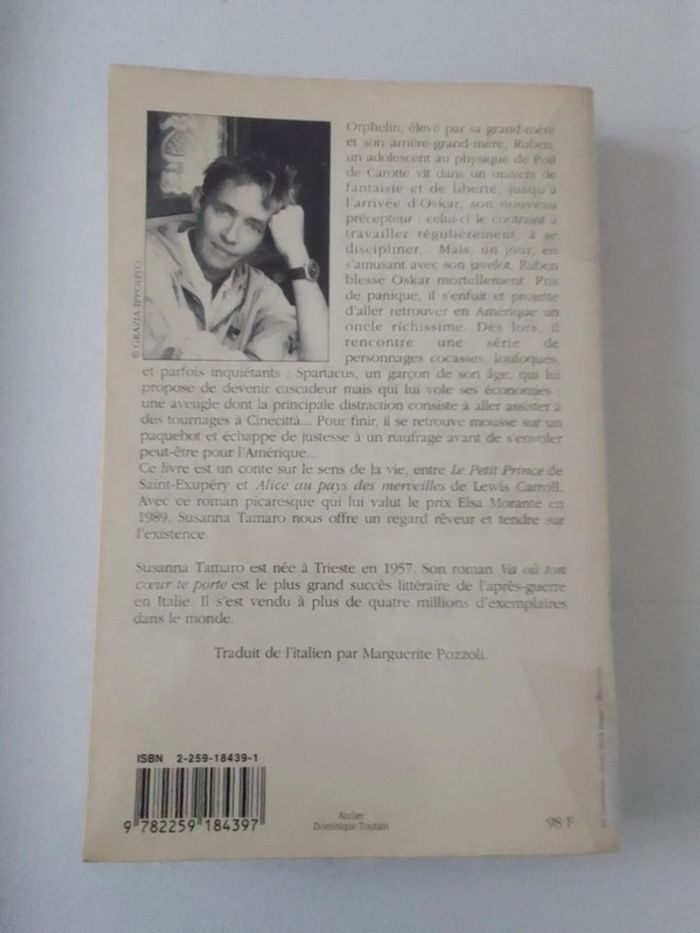 Orphelin, élevé par sa grand-mère
et son arrière-grand-mère, Ruben,
un adolescent au physique de Poil
de Carotte vit dans un univers de
fantaisie et de liberté, jusqu'à
l'arrivée d'Oskar, son nouveau
précepteur : celui-ci le contraint à
travailler régulièrement, à se
discipliner... Mais, un jour, en
s'amusant avec son javelot, Ruben
blesse Oskar mortellement. Pris
de panique, il s'enfuit et projette
d'aller retrouver en Amérique un
oncle richissime. Dès lors, il
rencontre une série de
personnages cocasses, loufoques,
et parfois inquiétants : Spartacus, un garçon de son âge, qui lui
propose de devenir cascadeur mais qui lui vole ses économies ;
une aveugle dont la principale distraction consiste à aller assister à
des tournages à Cinecittà... Pour finir, il se retrouve mousse sur un
paquebot et échappe de justesse à un naufrage avant de s'envoler
peut-être pour l'Amérique...
Ce livre est un conte sur le sens de la vie, entre Le Petit Prince de
Saint-Exupéry et Alice au pays des merveilles de Lewis Carroll.
Avec ce roman picaresque qui lui valut le prix Elsa Morante en
1989, Susanna Tamaro nous offre un regard rêveur et tendre sur
l'existence.
Susanna Tamaro est née à Trieste en 1957. Son roman Va où ton
cœur te porte est le plus grand succès littéraire de l'après-guerre
en Italie. Il s'est vendu à plus de quatre millions d'exemplaires
dans le monde.
Traduit de l'italien par Marguerite Pozzoli.
© GRAZIA IPPOLITO
ISBN 2-259-18439-1
9 782259 184397
Atelier
Dominique Toutain
98 F